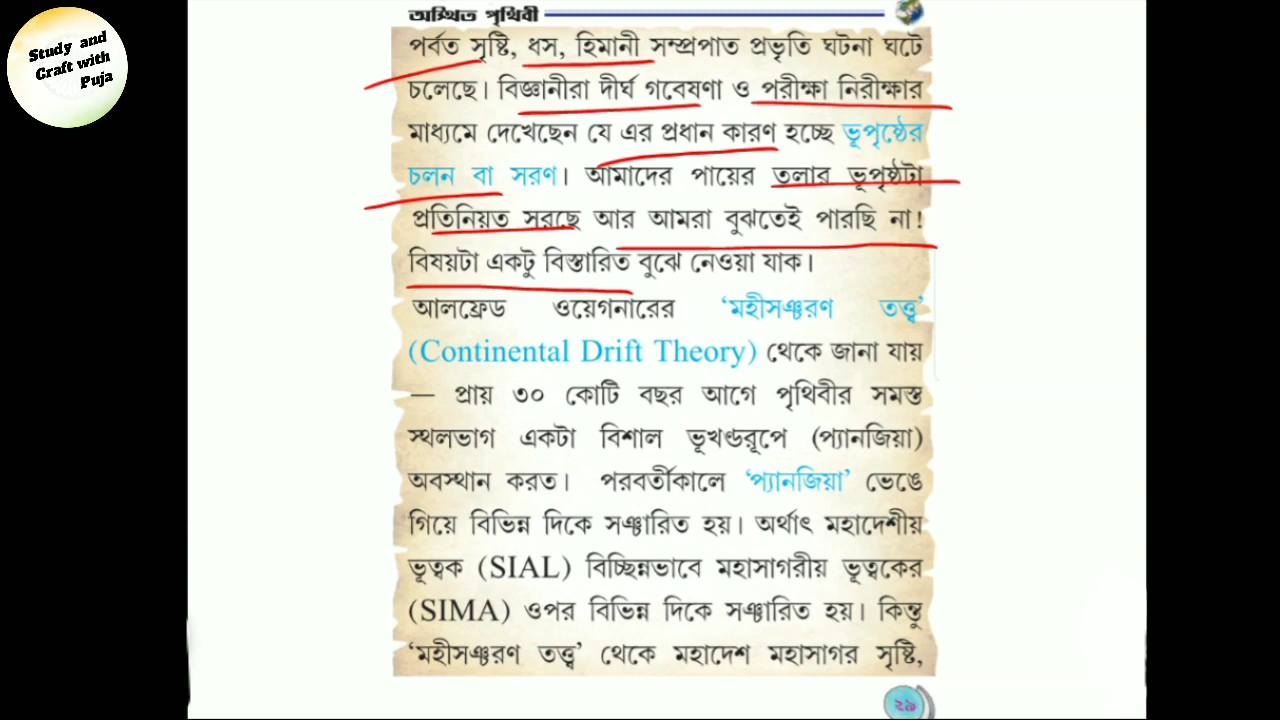 Study and
Craft with
Puja
অস্থিত পৃথিবী
পর্বত সৃষ্টি, ধস, হিমানী সম্প্রপাত প্রভৃতি ঘটনা ঘটে
চলেছে। বিজ্ঞানীরা দীর্ঘ গবেষণা ও পরীক্ষা নিরীক্ষার
মাধ্যমে দেখেছেন যে এর প্রধান কারণ হচ্ছে ভূপৃষ্ঠের
চলন বা সরণ। আমাদের পায়ের তলার ভূপৃষ্ঠটা
প্রতিনিয়ত সরছে আর আমরা বুঝতেই পারছি না!
বিষয়টা একটু বিস্তারিত বুঝে নেওয়া যাক।
আলফ্রেড ওয়েগনারের ‘মহীসঞ্চরণ তত্ত্ব’
(Continental Drift Theory) থেকে জানা যায়
— প্রায় ৩০ কোটি বছর আগে পৃথিবীর সমস্ত
স্থলভাগ একটা বিশাল ভূখণ্ডরূপে (প্যানজিয়া)
অবস্থান করত। পরবর্তীকালে ‘প্যানজিয়া’ ভেঙে
গিয়ে বিভিন্ন দিকে সঞ্চারিত হয়। অর্থাৎ মহাদেশীয়
ভূত্বক (SIAL) বিচ্ছিন্নভাবে মহাসাগরীয় ভূত্বকের
(SIMA) ওপর বিভিন্ন দিকে সঞ্চারিত হয়। কিন্তু
‘মহীসঞ্চরণ তত্ত্ব’ থেকে মহাদেশ মহাসাগর সৃষ্টি,
২৯